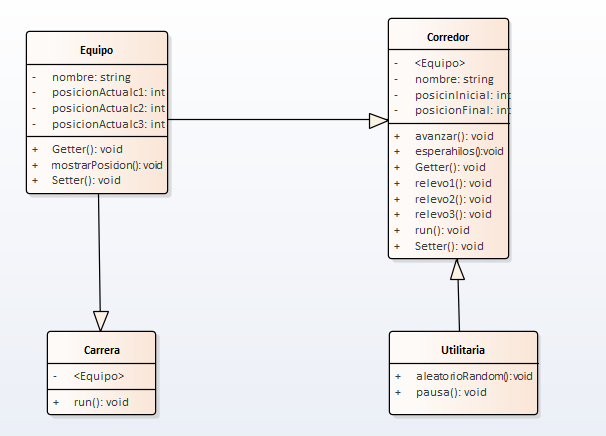 Equipo
- nombre: string
- posicionActualc1: int
- posicionActualc2: int
- posicionActualc3: int
+ Getter(): void
+ mostrarPosicion(): void
+ Setter(): void
Corredor
- <Equipo>
- nombre: string
- posicinInicial: int
- posicionFinal: int
+ avanzar(): void
+ esperahilos():void
+ Getter(): void
+ relevo1(): void
+ relevo2(): void
+ relevo3(): void
+ run(): void
+ Setter(): void
Carrera
- <Equipo>
+ run(): void
Utilitaria
+ aleatorioRandom():void
+ pausa(): void